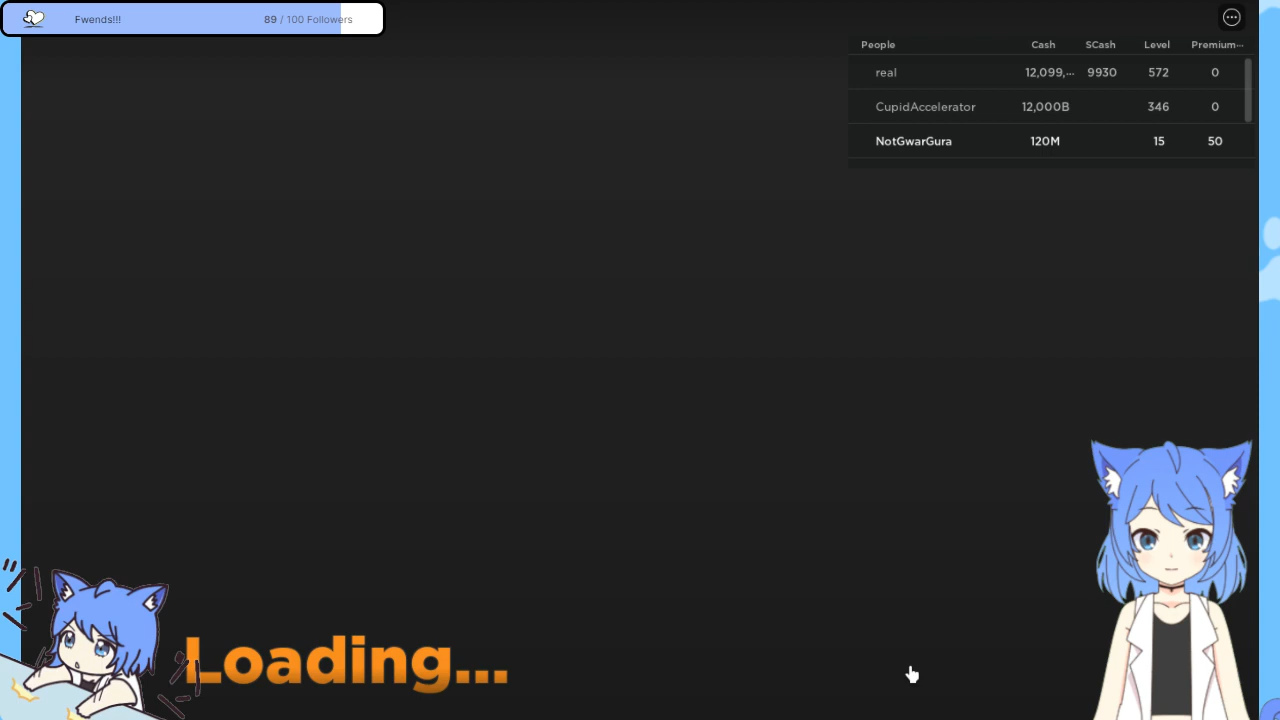 Fwends!!! 89 / 100 Followers
People Cash SCash Level Premium...
real 12,099,... 9930 572 0
CupidAccelerator 12,000B 346 0
NotGwarGura 120M 15 50
Loading...